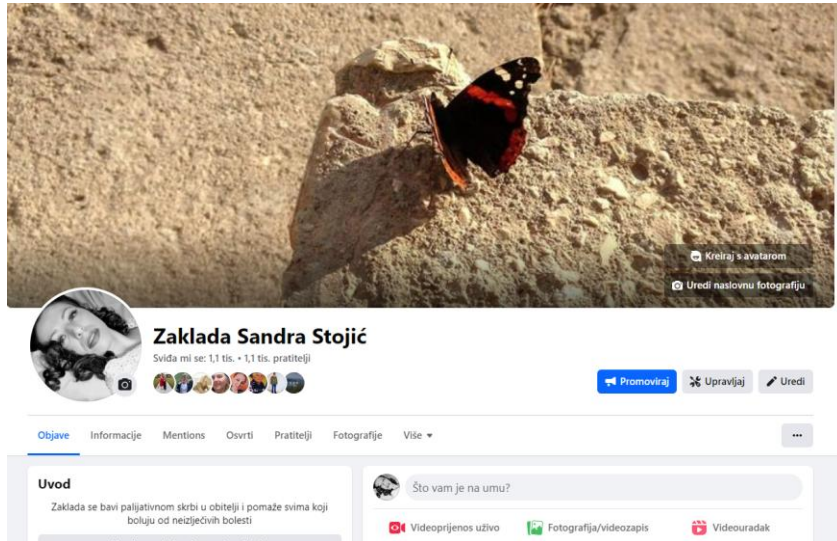 Kreiraj s avatarom
Uredi naslovnu fotografiju
Zaklada Sandra Stojić
Sviđa mi se: 1,1 tis. • 1,1 tis. pratitelji
Promoviraj
Upravljaj
Uredi
Objave
Informacije
Mentions
Osvrti
Pratitelji
Fotografije
Više
Uvod
Zaklada se bavi palijativnom skrbi u obitelji i pomaže svima koji
boluju od neizlječivih bolesti
Što vam je na umu?
Videoprijenos uživo
Fotografija/videozapis
Videouradak